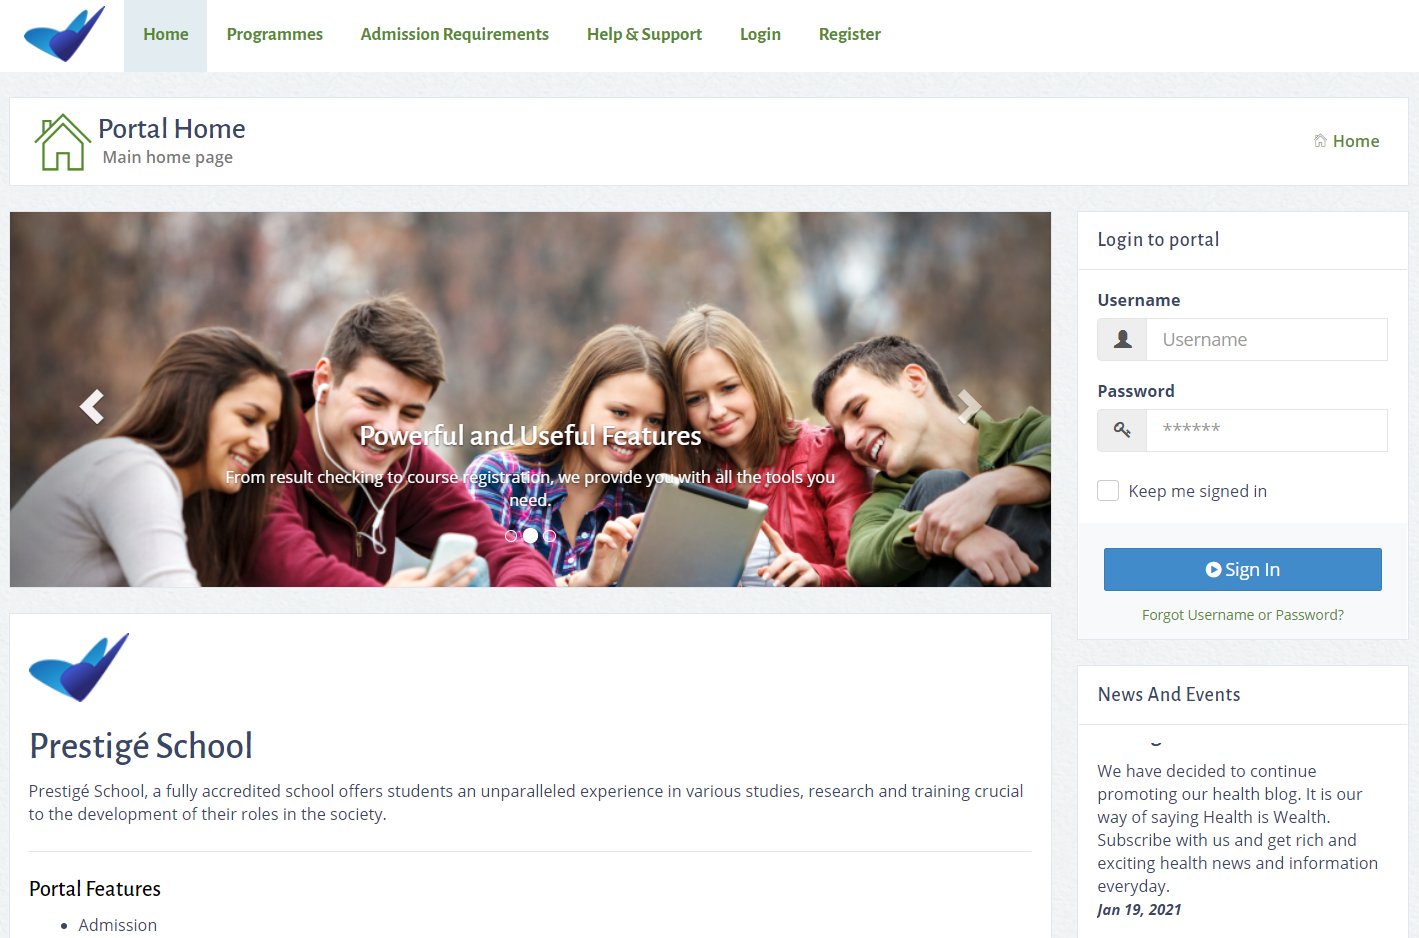 Home Programmes Admission Requirements Help & Support Login Register
Portal Home
Main home page
Home
Powerful and Useful Features
From result checking to course registration, we provide you with all the tools you
need.
Login to portal
Username
Username
Password
******
Keep me signed in
Sign In
Forgot Username or Password?
Prestigé School
Prestigé School, a fully accredited school offers students an unparalleled experience in various studies, research and training crucial
to the development of their roles in the society.
Portal Features
• Admission
News And Events
We have decided to continue
promoting our health blog. It is our
way of saying Health is Wealth.
Subscribe with us and get rich and
exciting health news and information
everyday.
Jan 19, 2021